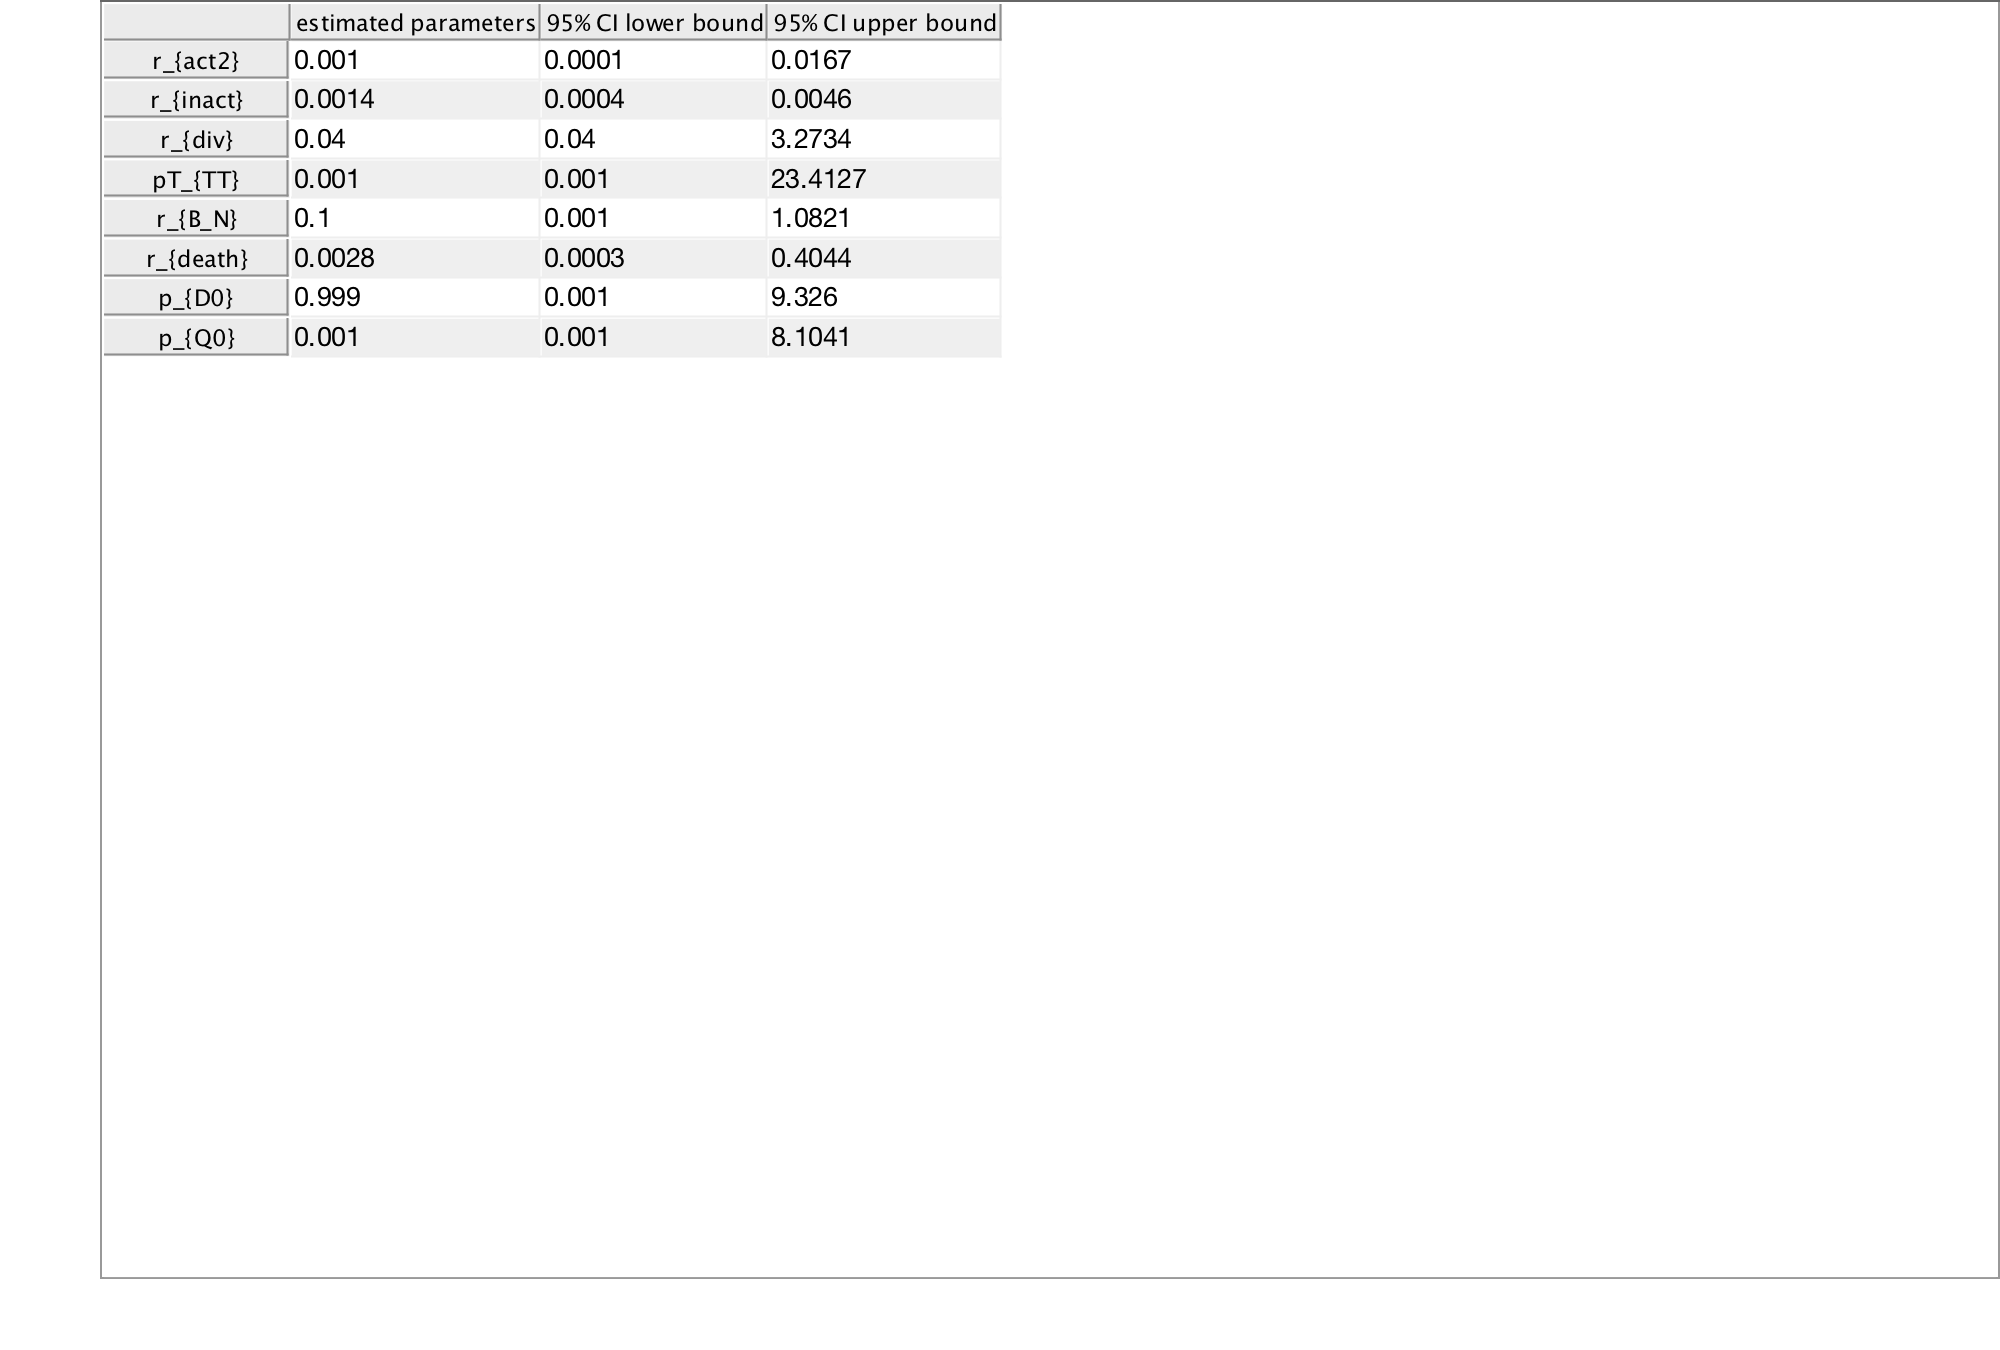 estimated parameters 95% CI lower bound 95% CI upper bound
r_{act2} 0.001 0.0001 0.0167
r_{inact} 0.0014 0.0004 0.0046
r_{div} 0.04 0.04 3.2734
pT_{TT} 0.001 0.001 23.4127
r_{B_N} 0.1 0.001 1.0821
r_{death} 0.0028 0.0003 0.4044
p_{D0} 0.999 0.001 9.326
p_{Q0} 0.001 0.001 8.1041